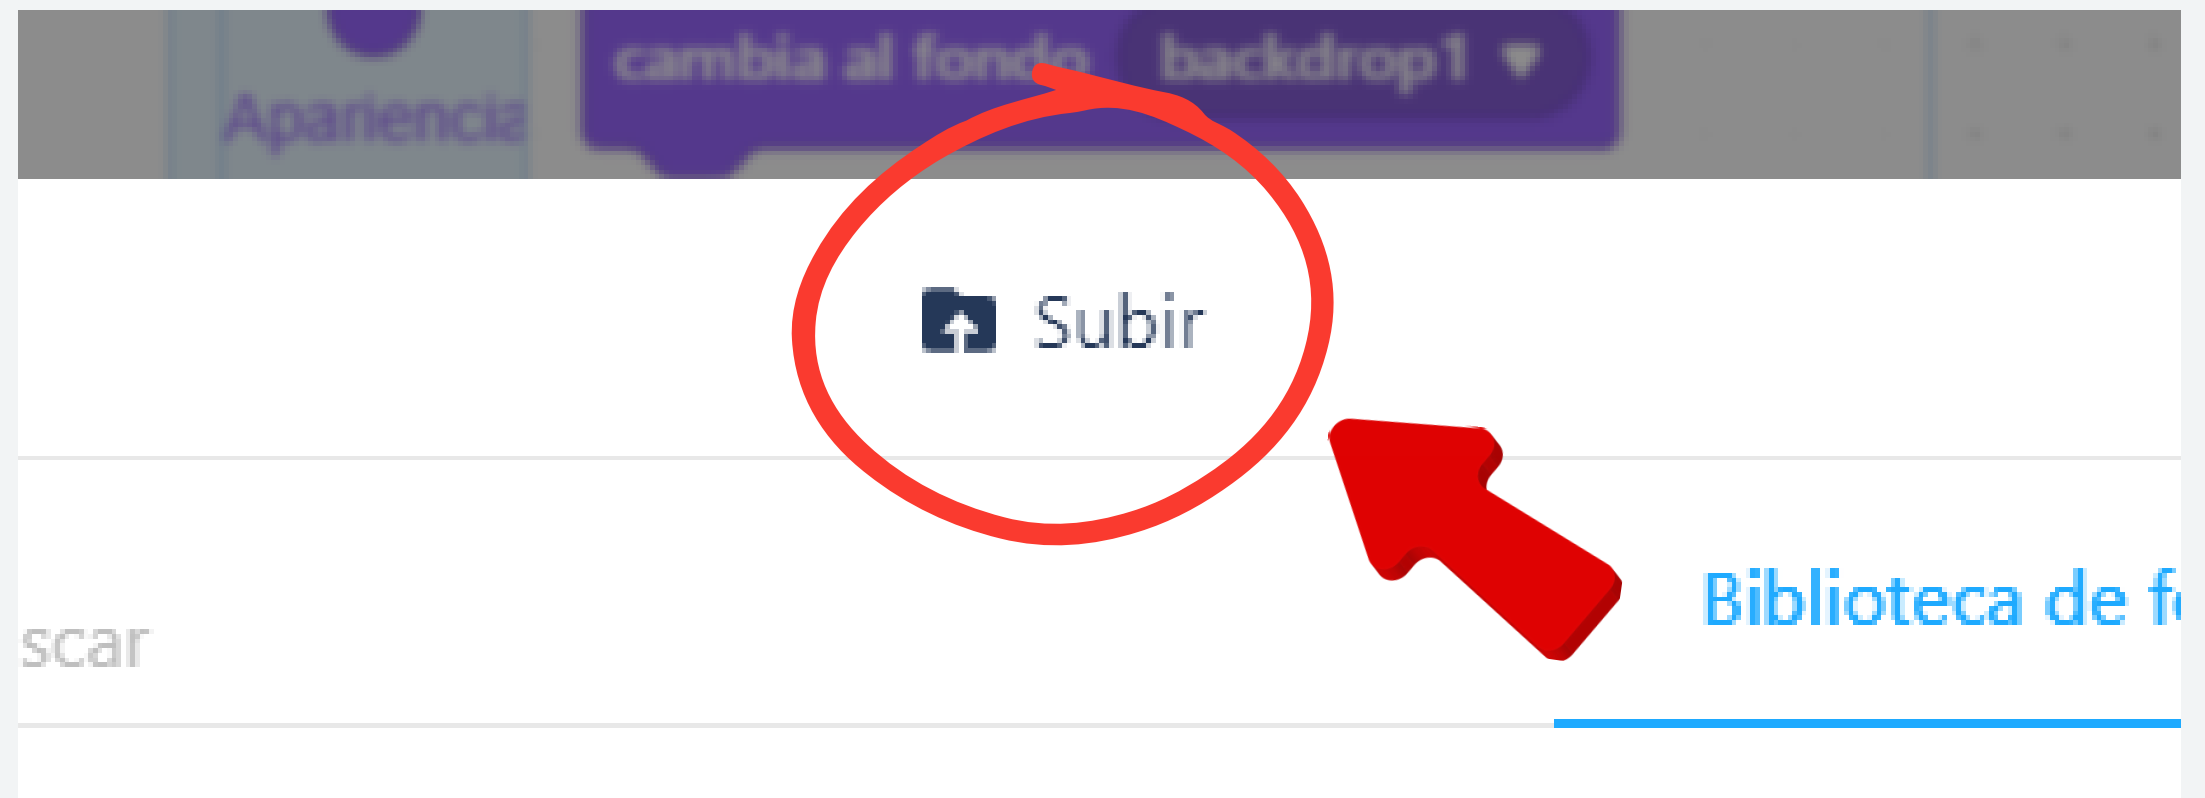 cambia al fondo backdrop1
Apariencia
Subir
Biblioteca de
scar